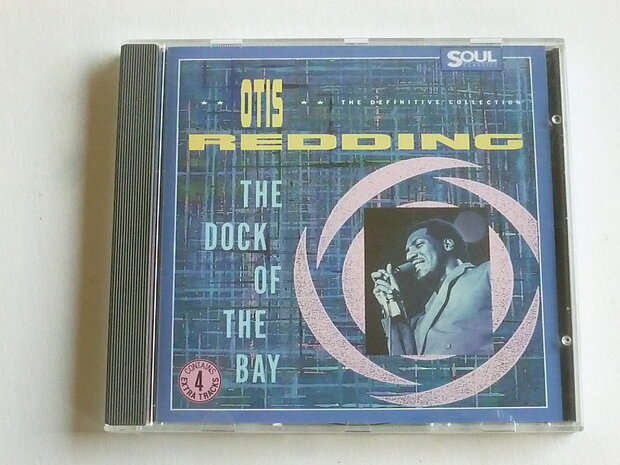 SOUL
OTIS
THE DEFINITIVE COLLECTION
REDDING
THE
DOCK
OF
THE
BAY
CONTAINS
4
EXTRA TRACKS